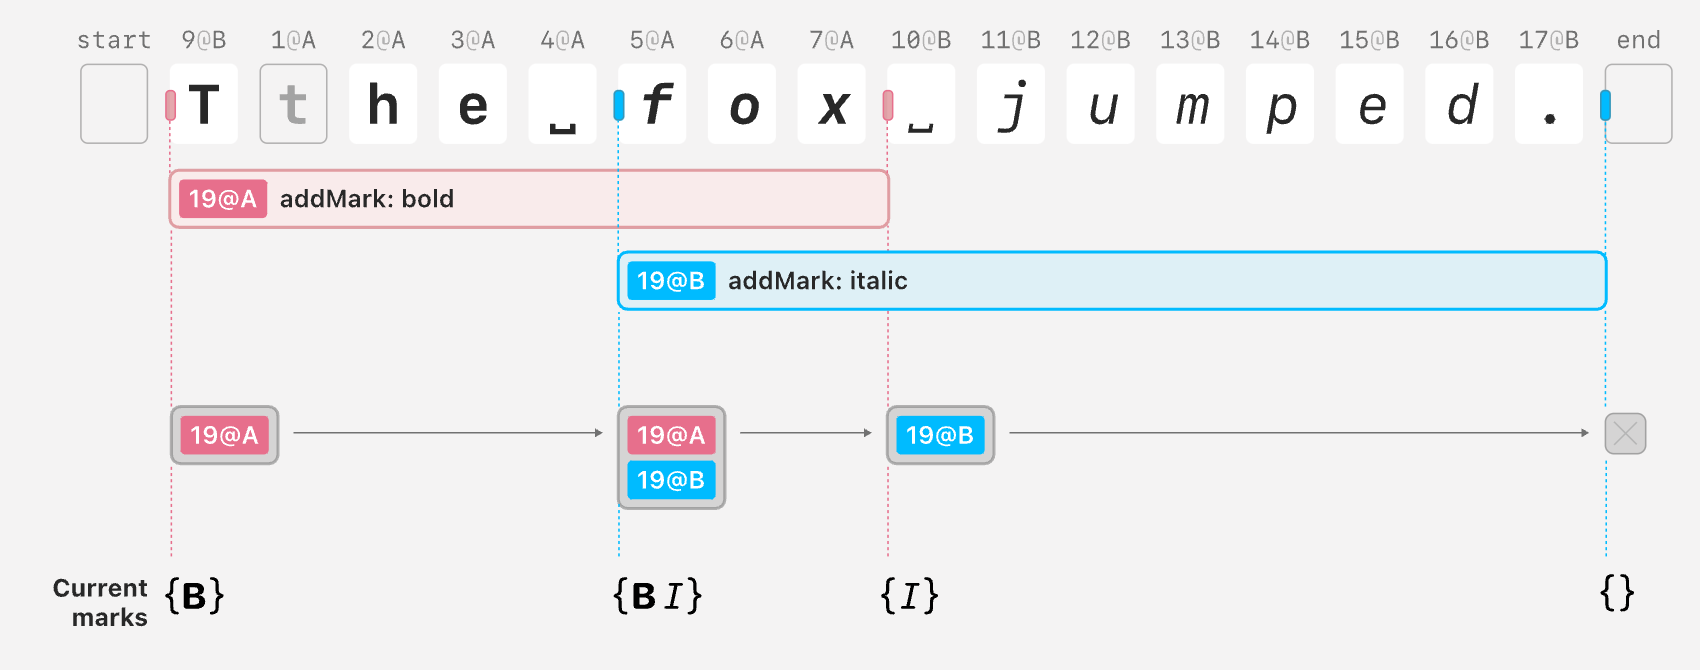 start 9@B 1@A 2@A 3@A 4@A 5@A 6@A 7@A 10@B 11@B 12@B 13@B 14@B 15@B 16@B 17@B end
T t h e ␣ f o x ␣ j u m p e d .
19@A addMark: bold
19@B addMark: italic
19@A 19@A 19@B
19@B
Current marks {B} {B I} {I} {}